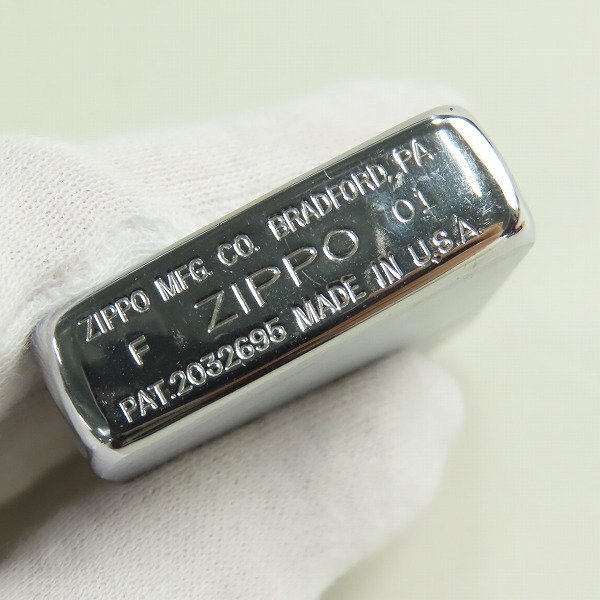 ZIPPO MFG. CO. BRADFORD, PA.
F ZIPPO 01
PAT.2032695 MADE IN U.S.A